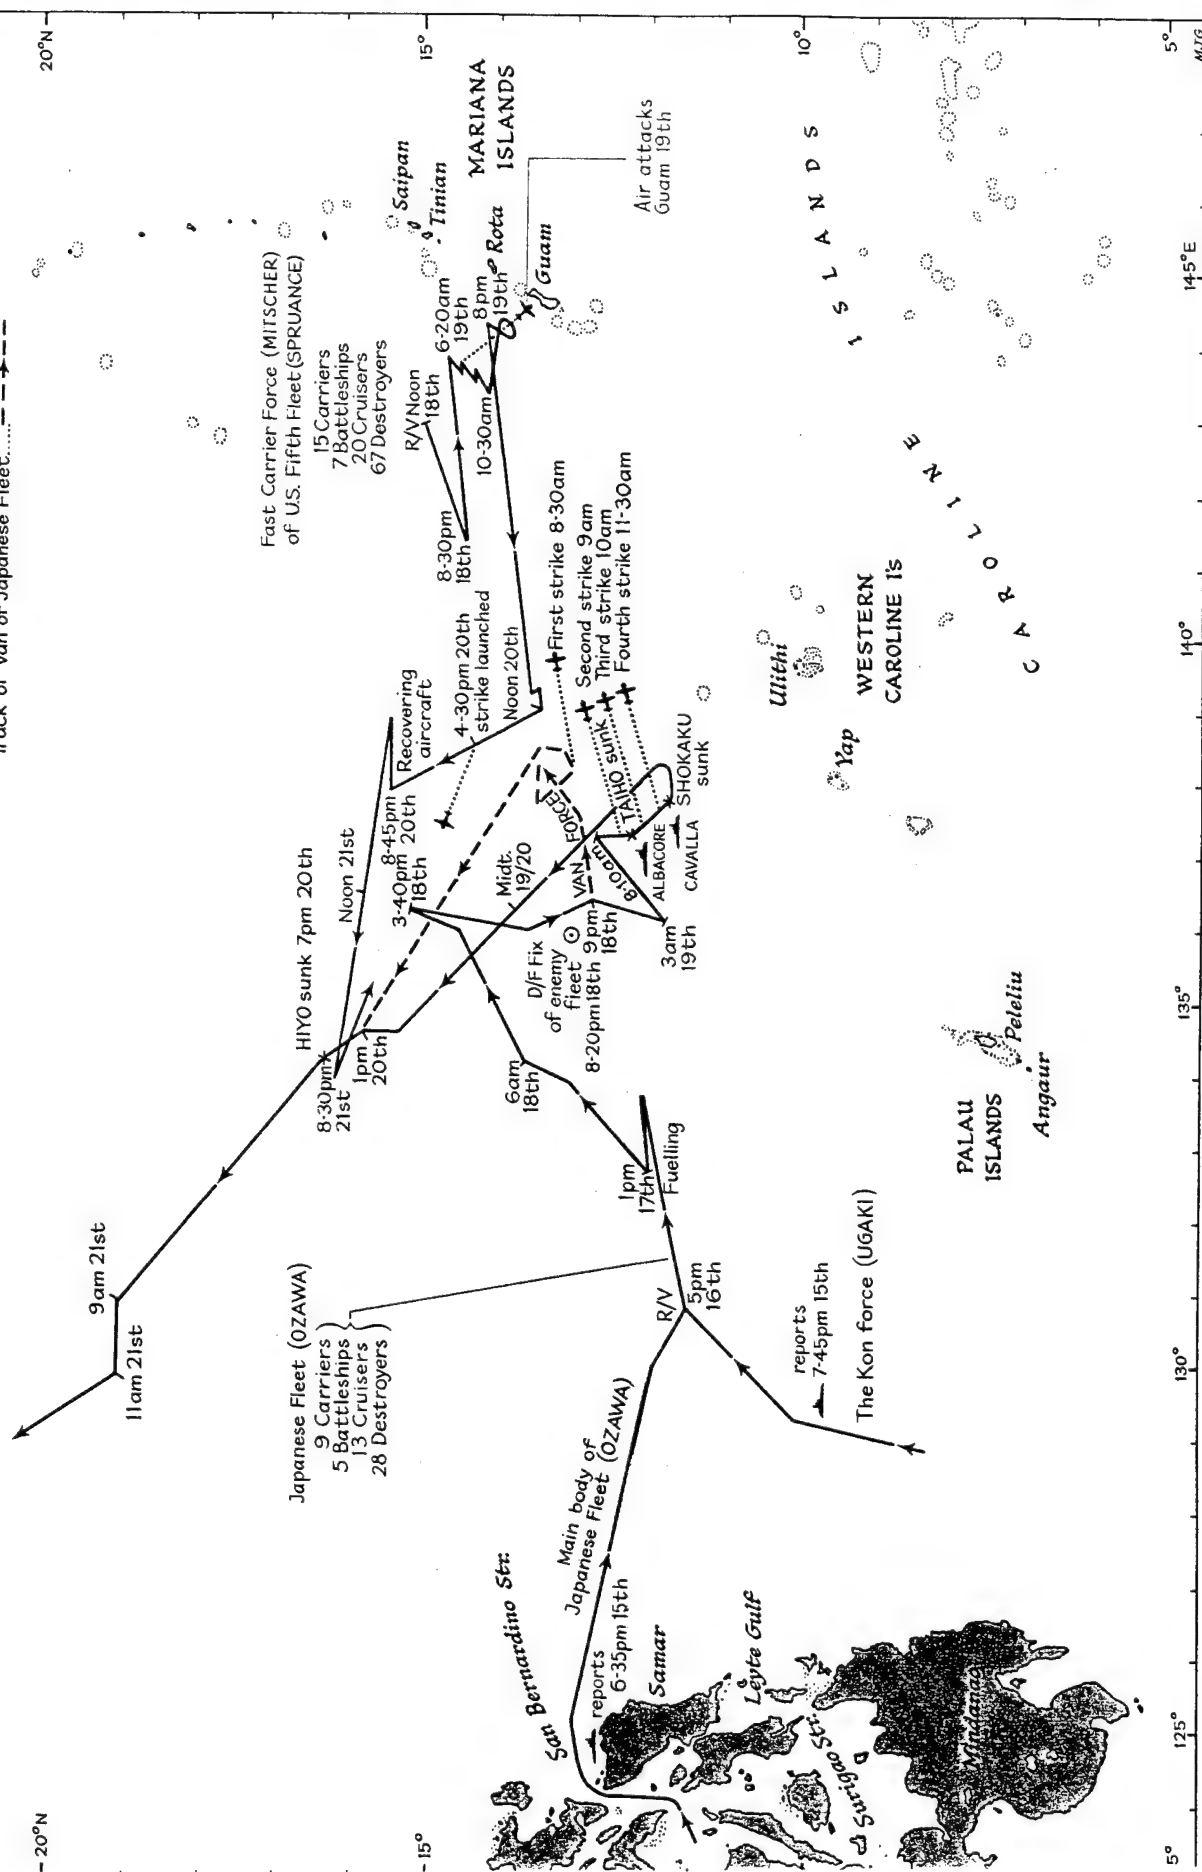 Track of Van of Japanese Fleet
20°N
15°
10°
5°
M.J.G.
Saipan
Tinian
MARIANA
ISLANDS
Rota
Guam
Air attacks
Guam 19th
Fast Carrier Force (MITSCHER)
of U.S. Fifth Fleet (SPRUANCE)
15 Carriers
7 Battleships
20 Cruisers
67 Destroyers
R/V Noon
18th
6-20am
19th
8pm
19th
10-30am
8-30pm
18th
First strike 8-30am
Second strike 9am
Third strike 10am
Fourth strike 11-30am
145°E
CAROLINE ISLANDS
4-30pm 20th
strike launched
Noon 20th
Recovering
aircraft
8-45pm
20th
3-40pm
18th
Noon 21st
HIYO sunk 7pm 20th
8-30pm
21st
1pm
20th
Midt.
19/20
VAN FORCE
8-10am
TAIHO sunk
SHOKAKU
sunk
ALBACORE
CAVALLA
D/F Fix
of enemy
fleet
8-20pm 18th
9pm
18th
3am
19th
6am
18th
140°
Ulithi
WESTERN
CAROLINE Is
Yap
135°
Peleliu
Angaur
PALAU
ISLANDS
1pm
17th
Fuelling
9am 21st
11am 21st
Japanese Fleet (OZAWA)
9 Carriers
5 Battleships
13 Cruisers
28 Destroyers
R/V
5pm
16th
reports
7-45pm 15th
The Kon force (UGAKI)
130°
Main body of
Japanese Fleet (OZAWA)
San Bernardino Str.
reports
6-35pm 15th
Samar
Leyte Gulf
Surigao Str.
Mindanao
125°
20°N
15°
5°